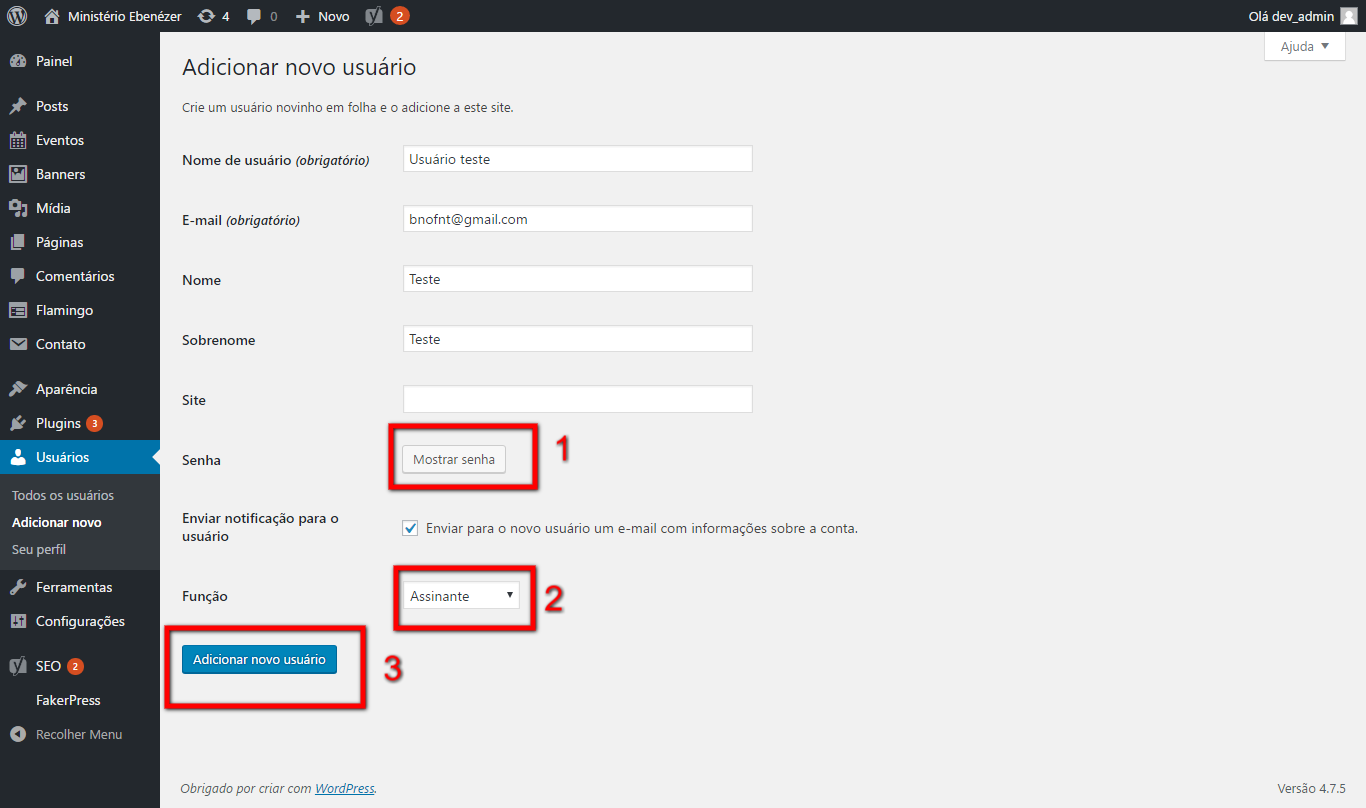 Ministério Ebenézer 4 0 Novo 2 Olá dev_admin
Ajuda
Painel
Posts
Eventos
Banners
Mídia
Páginas
Comentários
Flamingo
Contato
Aparência
Plugins 3
Usuários
Todos os usuários
Adicionar novo
Seu perfil
Ferramentas
Configurações
SEO 2
FakerPress
Recolher Menu
Adicionar novo usuário
Crie um usuário novinho em folha e o adicione a este site.
Nome de usuário (obrigatório) Usuário teste
E-mail (obrigatório) bnofnt@gmail.com
Nome Teste
Sobrenome Teste
Site
Senha Mostrar senha 1
Enviar notificação para o
usuário
Enviar para o novo usuário um e-mail com informações sobre a conta.
Função Assinante 2
Adicionar novo usuário 3
Obrigado por criar com WordPress.
Versão 4.7.5